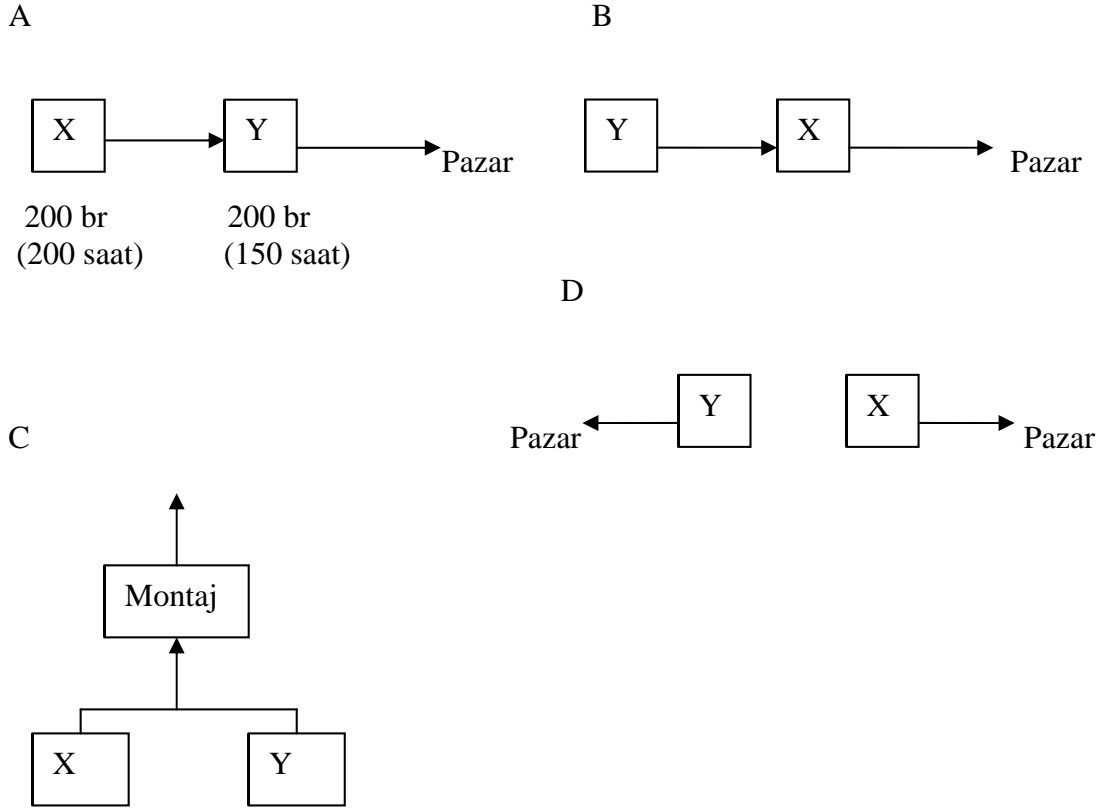 A
X
Y
Pazar
200 br
(200 saat)
200 br
(150 saat)
B
Y
X
Pazar
C
Montaj
X
Y
D
Pazar
Y
X
Pazar